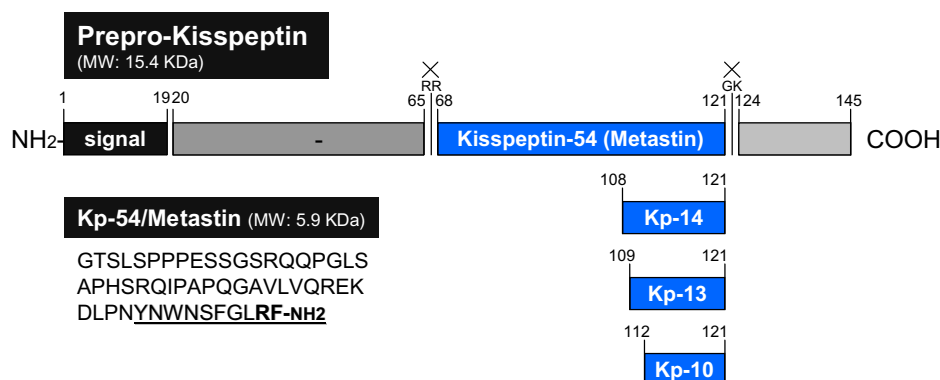 Prepro-Kisspeptin
(MW: 15.4 KDa)
RR GK
1 19 20 65 68 121 124 145
NH2- signal - Kisspeptin-54 (Metastin) COOH
108 121
Kp-14
Kp-54/Metastin (MW: 5.9 KDa)
GTSLSPPPESSGSRQQPGLS
109 121
APHSRQIPAPQGAVLVQREK
Kp-13
DLPNYNWNSFGLRF-NH2
112 121
Kp-10